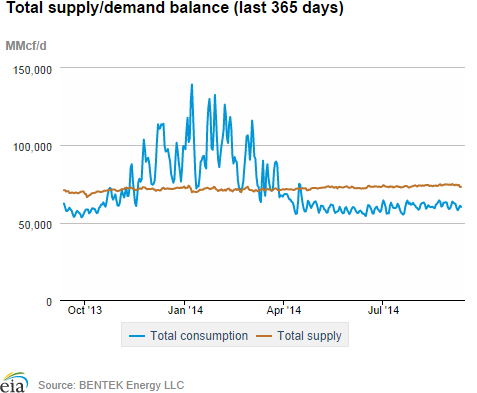 Total supply/demand balance (last 365 days)
MMcf/d
150,000
100,000
50,000
0
Oct '13 Jan '14 Apr '14 Jul '14
Total consumption Total supply
eia Source: BENTEK Energy LLC